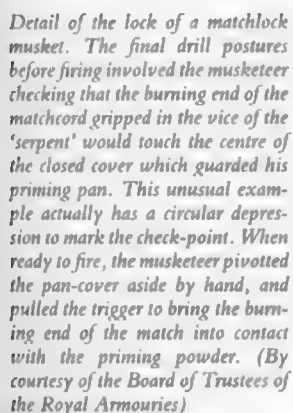 Detail of the lock of a matchlock
musket. The final drill postures
before firing involved the musketeer
checking that the burning end of the
matchcord gripped in the vice of the
‘serpent’ would touch the centre of
the closed cover which guarded his
priming pan. This unusual exam-
ple actually has a circular depres-
sion to mark the check-point. When
ready to fire, the musketeer pivotted
the pan-cover aside by hand, and
pulled the trigger to bring the burn-
ing end of the match into contact
with the priming powder. (By
courtesy of the Board of Trustees of
the Royal Armouries)